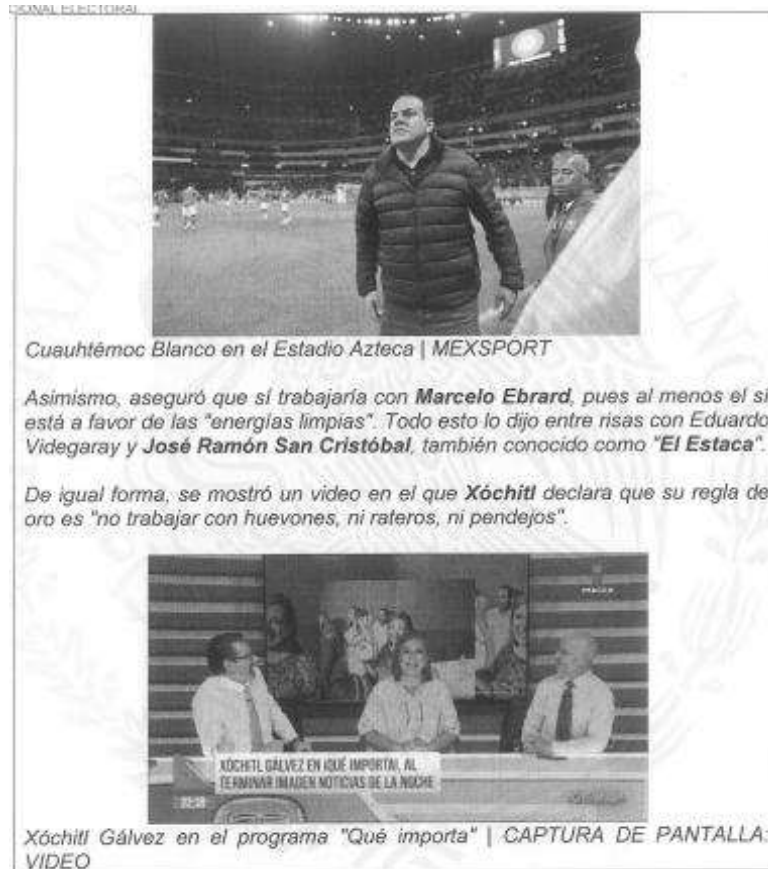 CIONAL ELECTORAL
Cuauhtémoc Blanco en el Estadio Azteca | MEXSPORT
Asimismo, aseguró que sí trabajaría con Marcelo Ebrard, pues al menos el sí
está a favor de las "energías limpias". Todo esto lo dijo entre risas con Eduardo
Videgaray y José Ramón San Cristóbal, también conocido como "El Estaca".
De igual forma, se mostró un video en el que Xóchitl declara que su regla de
oro es "no trabajar con huevones, ni rateros, ni pendejos".
XÓCHITL GÁLVEZ EN ¡QUÉ IMPORTA!, AL
TERMINAR IMAGEN NOTICIAS DE LA NOCHE
Xóchitl Gálvez en el programa "Qué importa" | CAPTURA DE PANTALLA:
VIDEO